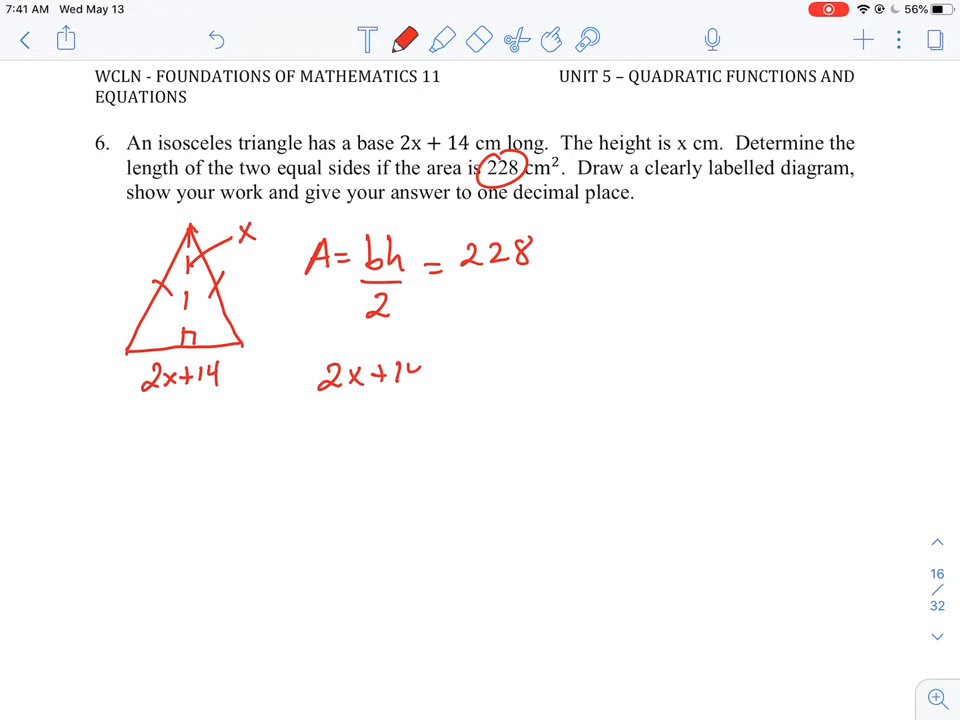 7:41 AM Wed May 13 56%
T
WCLN - FOUNDATIONS OF MATHEMATICS 11 UNIT 5 – QUADRATIC FUNCTIONS AND
EQUATIONS
6. An isosceles triangle has a base 2x + 14 cm long. The height is x cm. Determine the
length of the two equal sides if the area is 228 cm². Draw a clearly labelled diagram,
show your work and give your answer to one decimal place.
x
A = bh/2 = 228
2x+14 2x+14
16
/
32